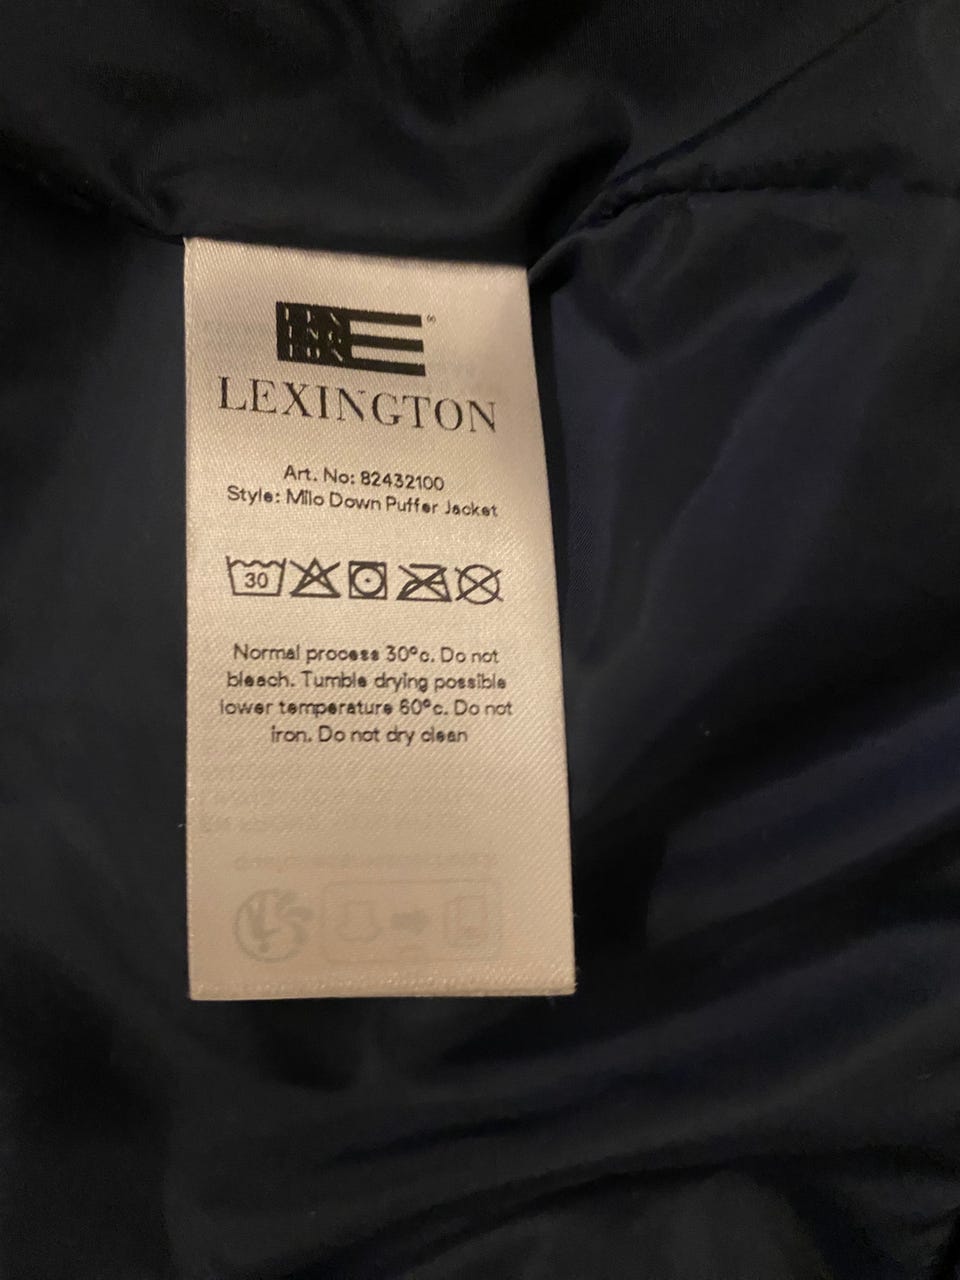 LEXINGTON
Art. No: 82432100
Style: Milo Down Puffer Jacket
30
Normal process 30°c. Do not
bleach. Tumble drying possible
lower temperature 60°c. Do not
iron. Do not dry clean